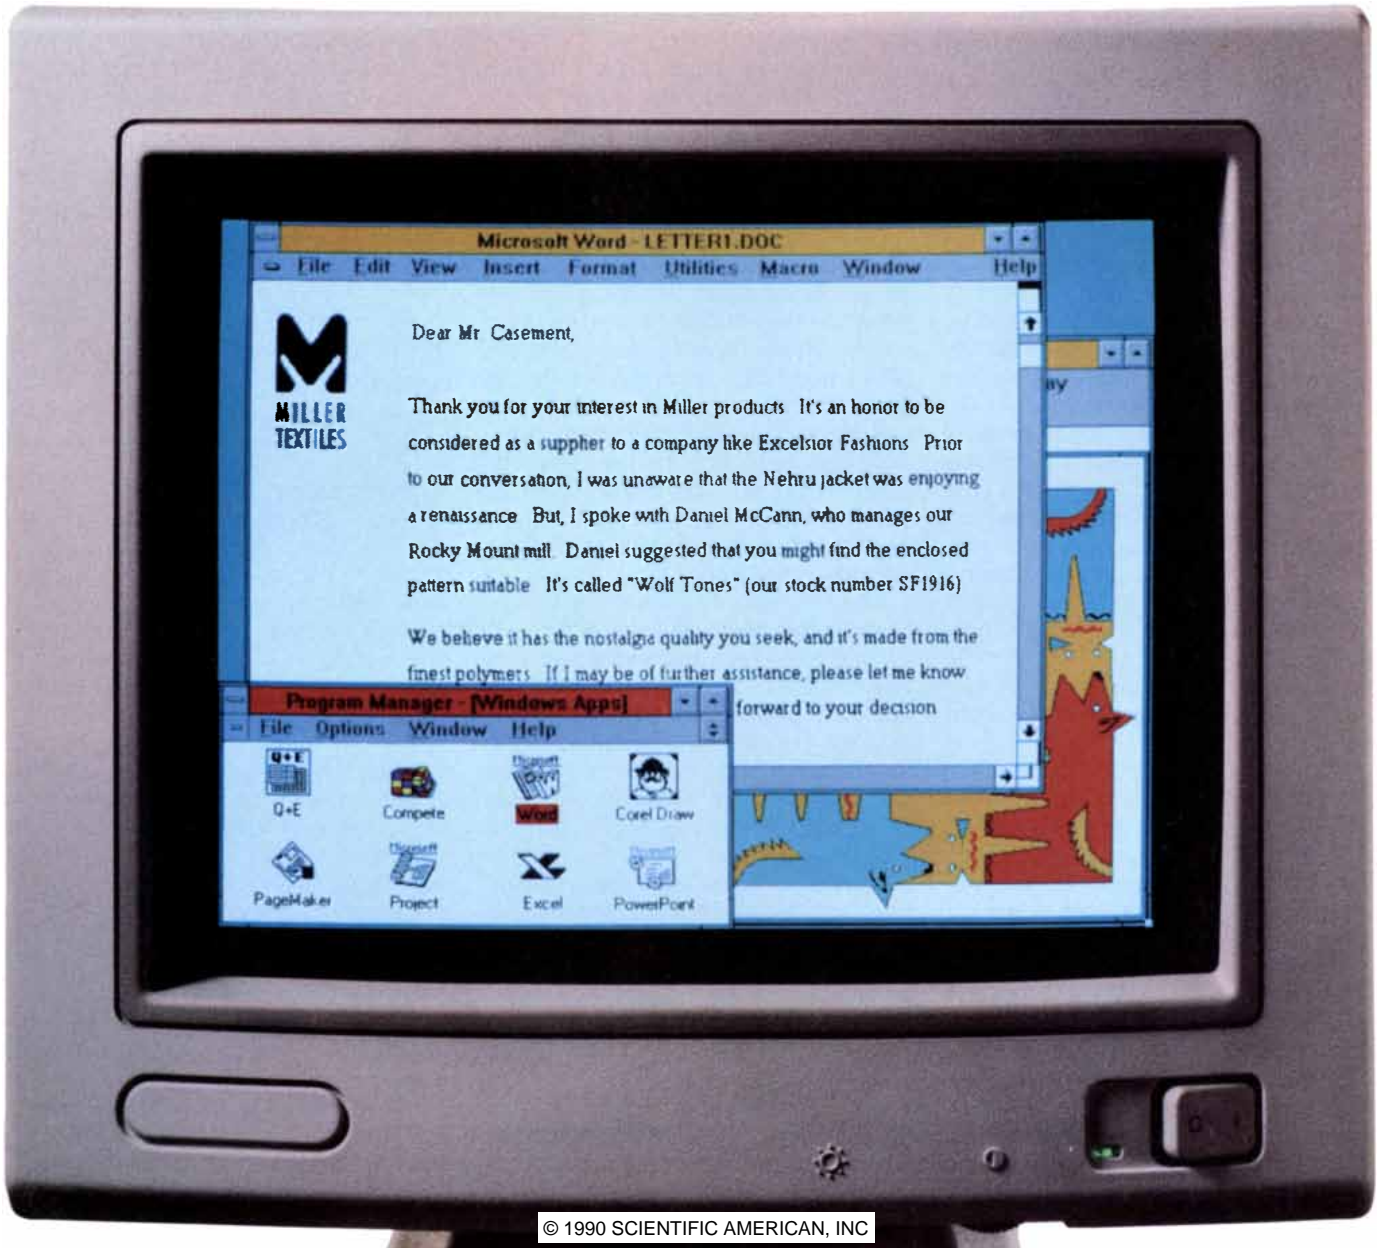 Microsoft Word - LETTER1.DOC
File Edit View Insert Format Utilities Macro Window Help
Dear Mr. Casement,
MILLER
TEXTILES
Thank you for your interest in Miller products. It's an honor to be
considered as a supplier to a company like Excelsior Fashions. Prior
to our conversation, I was unaware that the Nehru jacket was enjoying
a renaissance. But, I spoke with Daniel McCann, who manages our
Rocky Mount mill. Daniel suggested that you might find the enclosed
pattern suitable. It's called "Wolf Tones" (our stock number SF1916)
We believe it has the nostalgia quality you seek, and it's made from the
finest polymers. If I may be of further assistance, please let me know
forward to your decision
ay
Program Manager - [Windows Apps]
File Options Window Help
Q+E
Q+E Compete Microsoft Word Corel Draw
PageMaker Microsoft Project Excel Microsoft PowerPoint
© 1990 SCIENTIFIC AMERICAN, INC